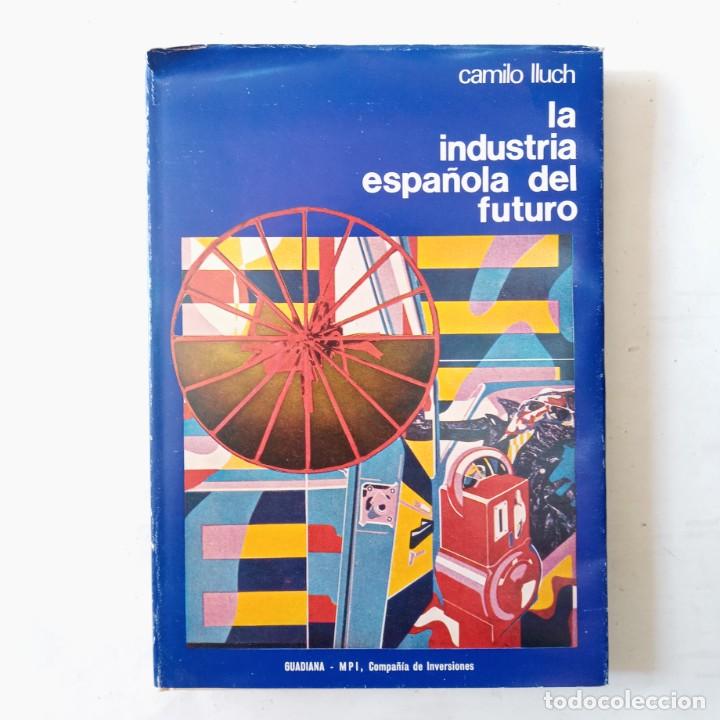 camilo lluch
la
industria
española del
futuro
GUADIANA - MPI, Compañía de Inversiones
todocoleccion